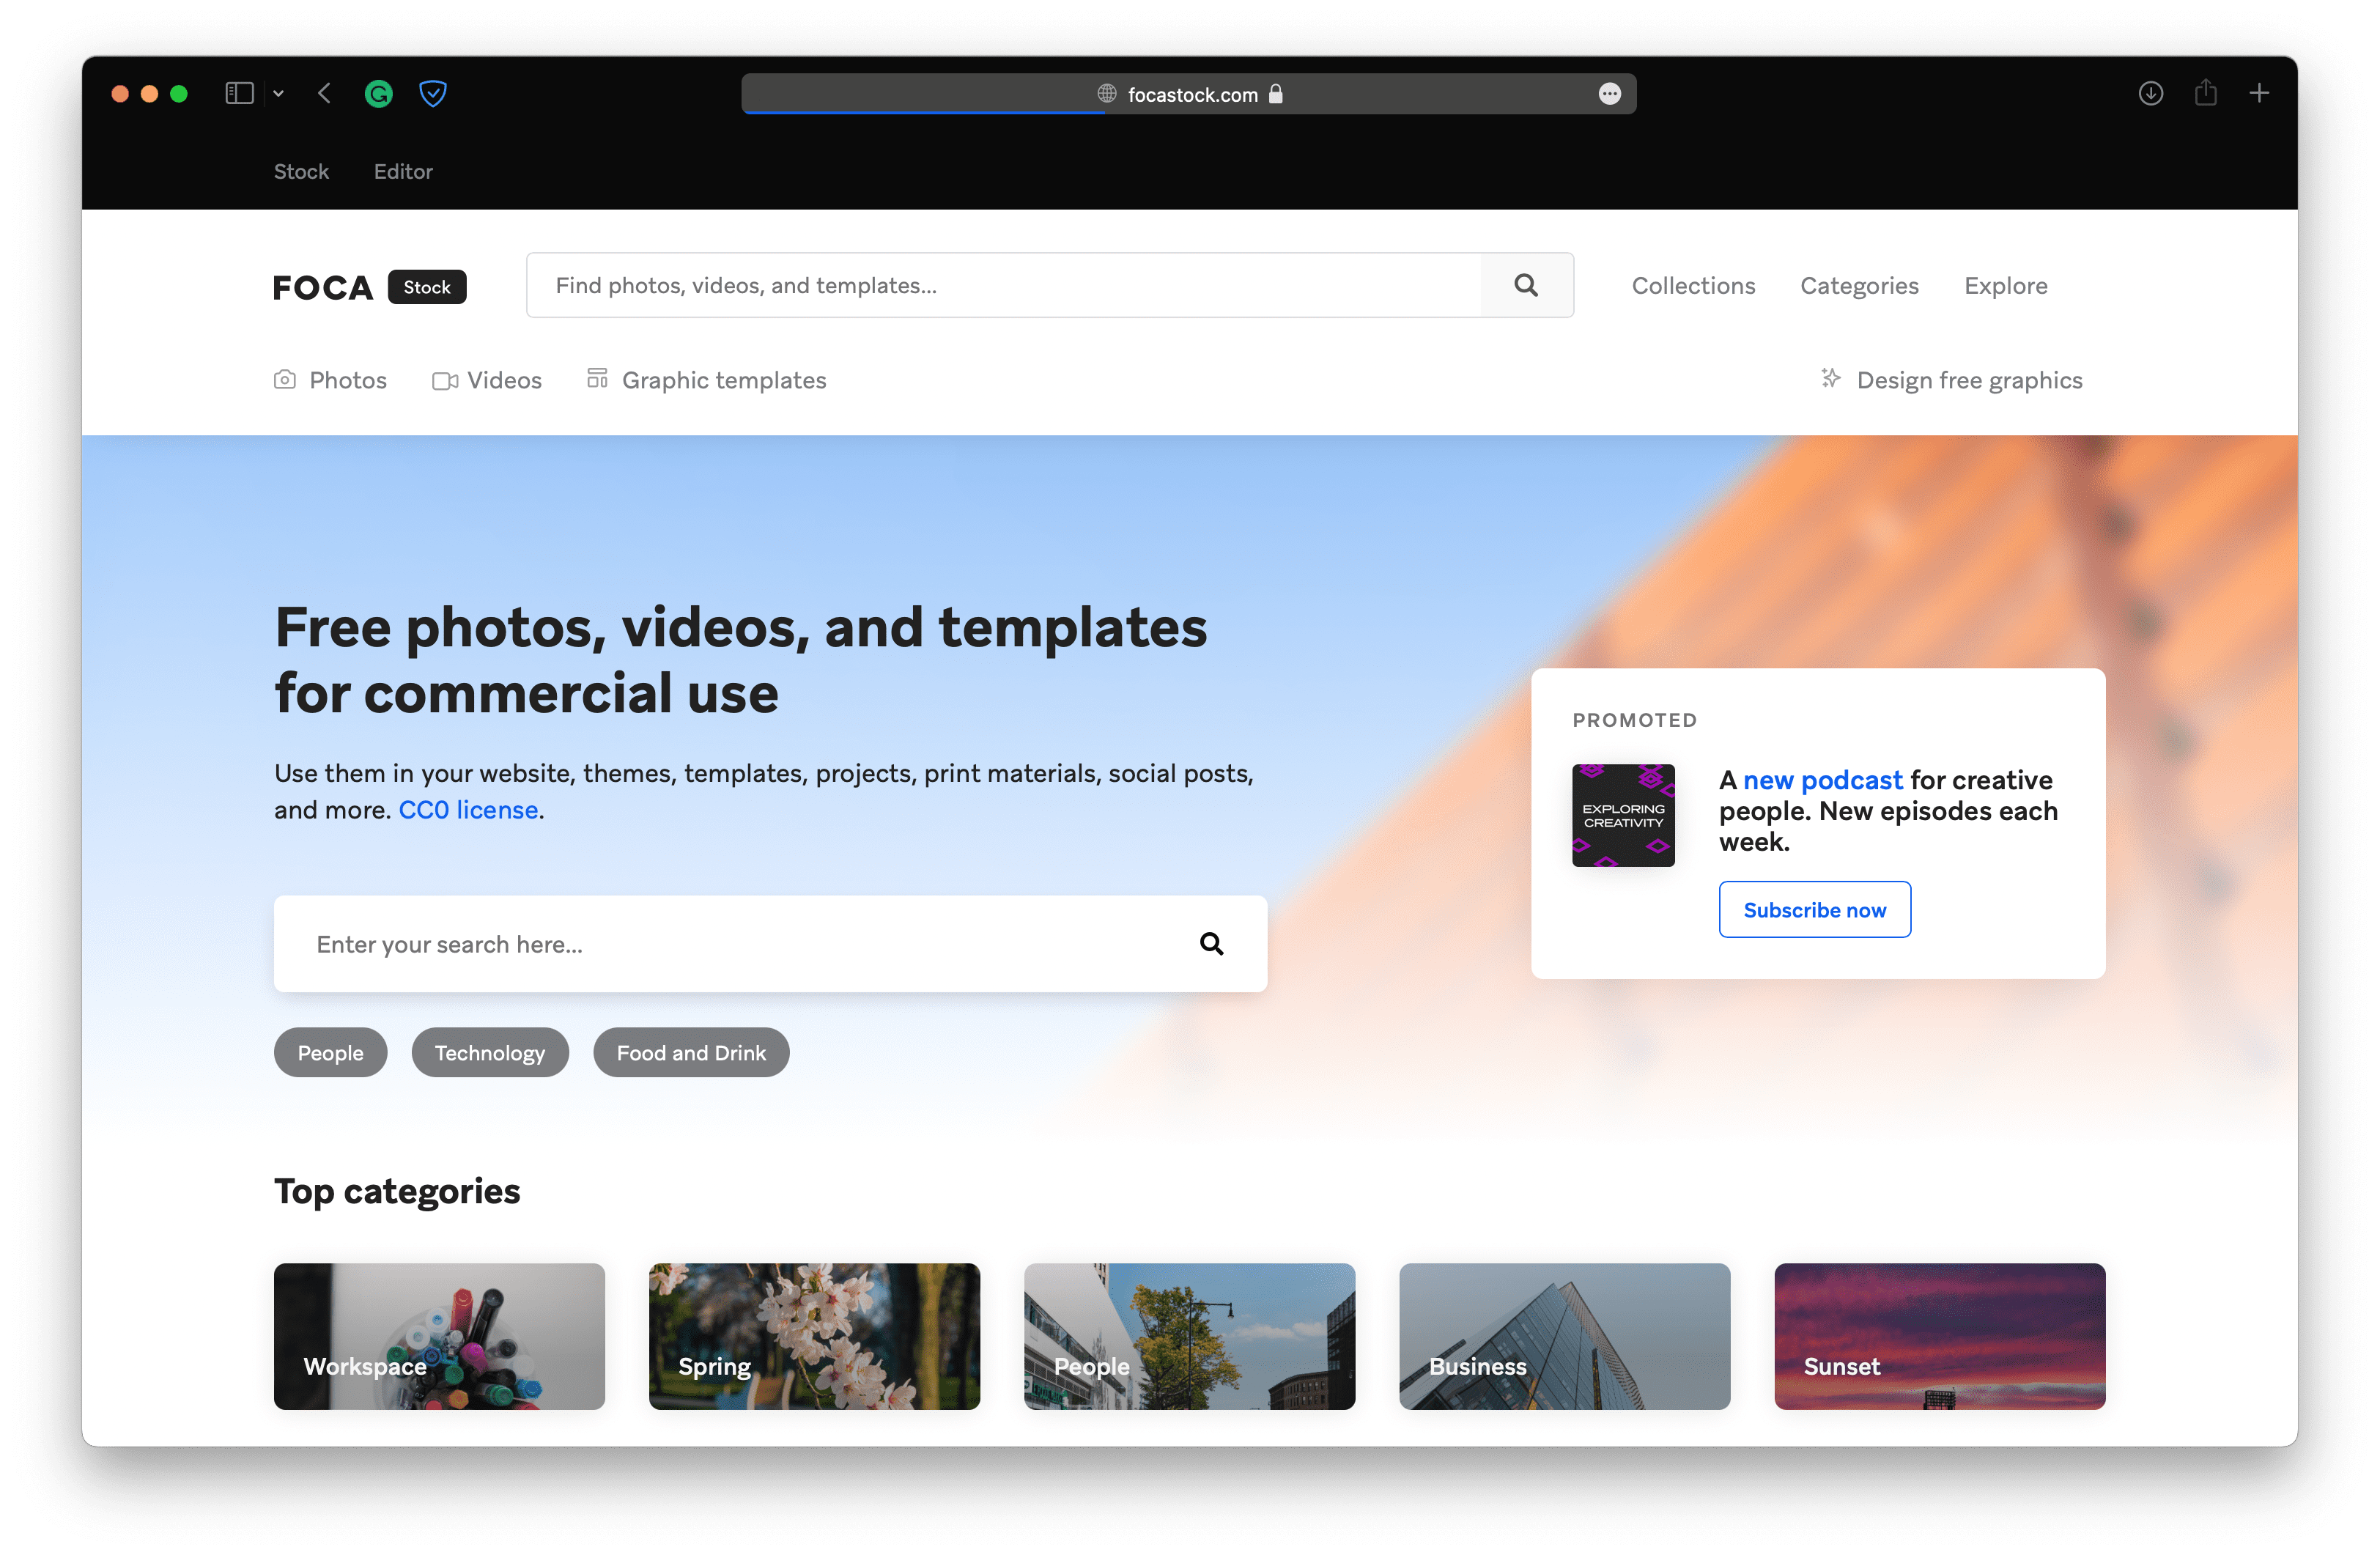 focastock.com
Stock Editor
FOCA Stock
Find photos, videos, and templates...
Collections Categories Explore
Photos Videos Graphic templates
Design free graphics
Free photos, videos, and templates
for commercial use
Use them in your website, themes, templates, projects, print materials, social posts,
and more. CC0 license.
Enter your search here...
People Technology Food and Drink
PROMOTED
EXPLORING
CREATIVITY
A new podcast for creative
people. New episodes each
week.
Subscribe now
Top categories
Workspace Spring People Business Sunset